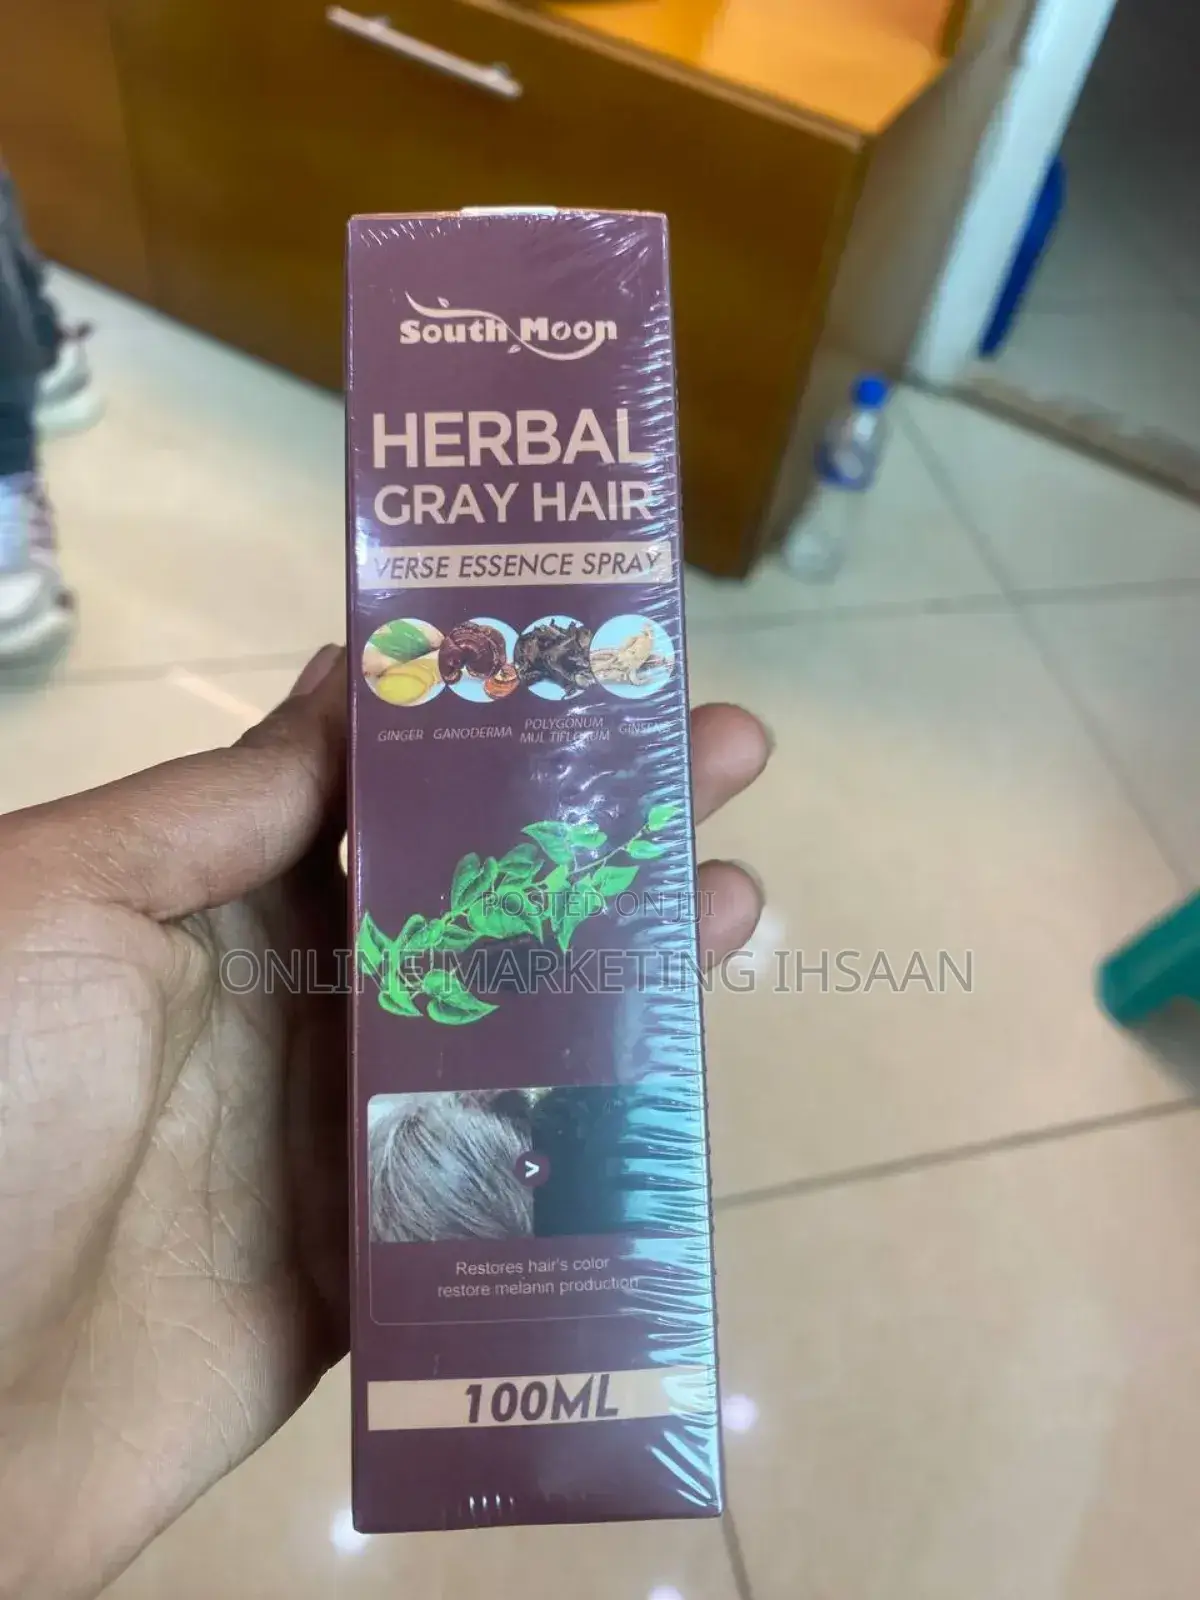 South Moon
HERBAL
GRAY HAIR
VERSE ESSENCE SPRAY
GINGER GANODERMA POLYGONUM MUL TIFLORUM GINSENG
POSTED ON JIJI
ONLINE MARKETING IHSAAN
>
Restores hair's color
restore melanin production
100ML